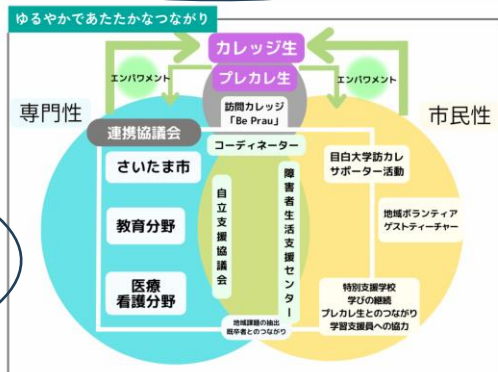 ゆるやかであたたかなつながり
カレッジ生
プレカレ生
エンパワメント
エンパワメント
専門性
市民性
訪問カレッジ
「Be Prau」
連携協議会
コーディネーター
さいたま市
教育分野
医療
看護分野
自立支援協議会
障害者生活支援センター
目白大学訪カレ
サポーター活動
地域ボランティア
ゲストティーチャー
特別支援学校
学びの継続
プレカレ生とのつながり
学習支援員への協力
地域課題の抽出
既卒者とのつながり